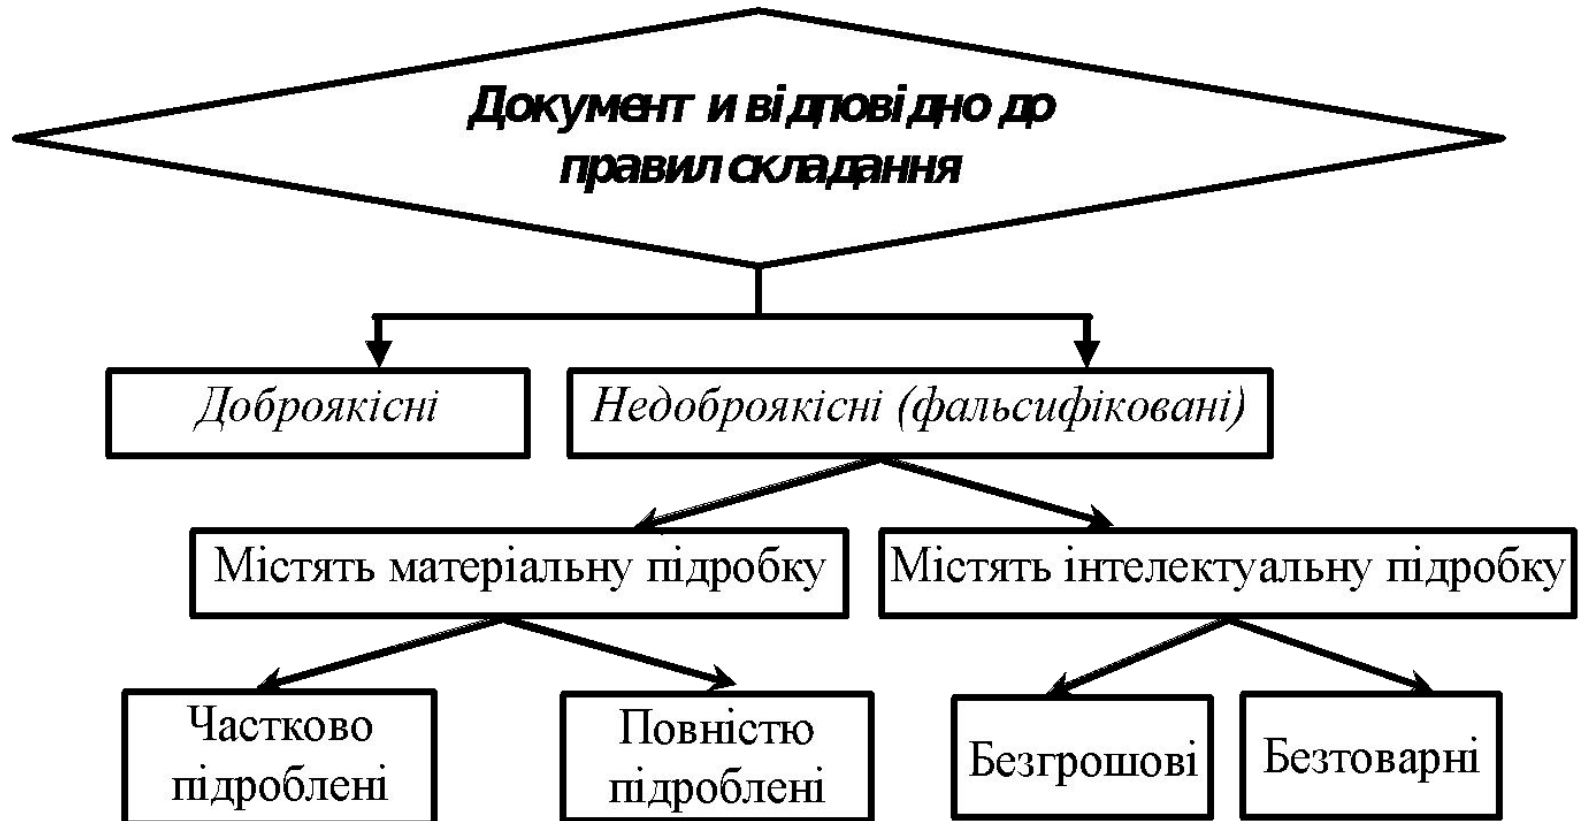 Документи відповідно до
правил складання
Доброякісні
Недоброякісні (фальсифіковані)
Містять матеріальну підробку
Містять інтелектуальну підробку
Частково
підроблені
Повністю
підроблені
Безгрошові
Безтоварні